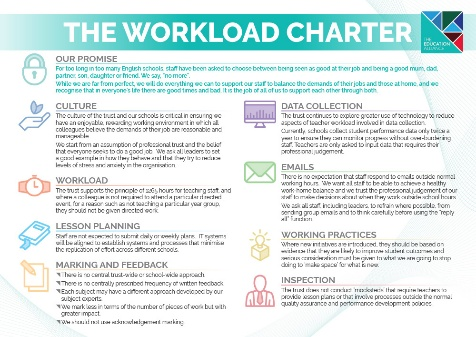 THE WORKLOAD CHARTER
THE
EDUCATION
ALLIANCE
OUR PROMISE
For too long in too many English schools, staff have been asked to choose between being seen as good at their job and being a good mum, dad,
partner, son, daughter or friend. We say, "no more".
While we are far from perfect, we will do everything we can to support our staff to balance the demands of their jobs and those at home, and we
recognise that in everyone's life there are good times and bad. It is the job of all of us to support each other through both.
CULTURE
The culture of the trust and our schools is critical in ensuring we
have an enjoyable, rewarding working environment in which all
colleagues believe the demands of their job are reasonable and
manageable.
We start from an assumption of professional trust and the belief
that everyone seeks to do a good job. We ask all leaders to set
a good example in how they behave and that they try to reduce
levels of stress and anxiety in the organisation.
WORKLOAD
The trust supports the principle of 1265 hours for teaching staff, and
where a colleague is not required to attend a particular directed
event, for a reason such as not teaching a particular year group,
they should not be given directed work.
LESSON PLANNING
Staff are not expected to submit daily or weekly plans. IT systems
will be aligned to establish systems and processes that minimise
the replication of effort across different schools.
MARKING AND FEEDBACK
There is no central trust-wide or school-wide approach.
There is no centrally prescribed frequency of written feedback
Each subject may have a different approach developed by our
subject experts.
We mark less in terms of the number of pieces of work but with
greater impact.
We should not use acknowledgement marking
DATA COLLECTION
The trust continues to explore greater use of technology to reduce
aspects of teacher workload involved in data collection.
Currently, schools collect student performance data only twice a
year to ensure they can monitor progress without over-burdening
staff. Teachers are only asked to input data that requires their
professional judgement.
EMAILS
There is no expectation that staff respond to emails outside normal
working hours. We want all staff to be able to achieve a healthy
work-home balance and we trust the professional judgement of our
staff to make decisions about when they work outside school hours
We ask all staff, including leaders, to refrain where possible, from
sending group emails and to think carefully before using the "reply
all" function
WORKING PRACTICES
Where new initiatives are introduced, they should be based on
evidence that they are likely to improve student outcomes and
serious consideration must be given to what we are going to stop
doing to 'make space' for what is new.
INSPECTION
The trust does not conduct 'mocksteds' that require teachers to
provide lesson plans or that involve processes outside the normal
quality assurance and performance development policies